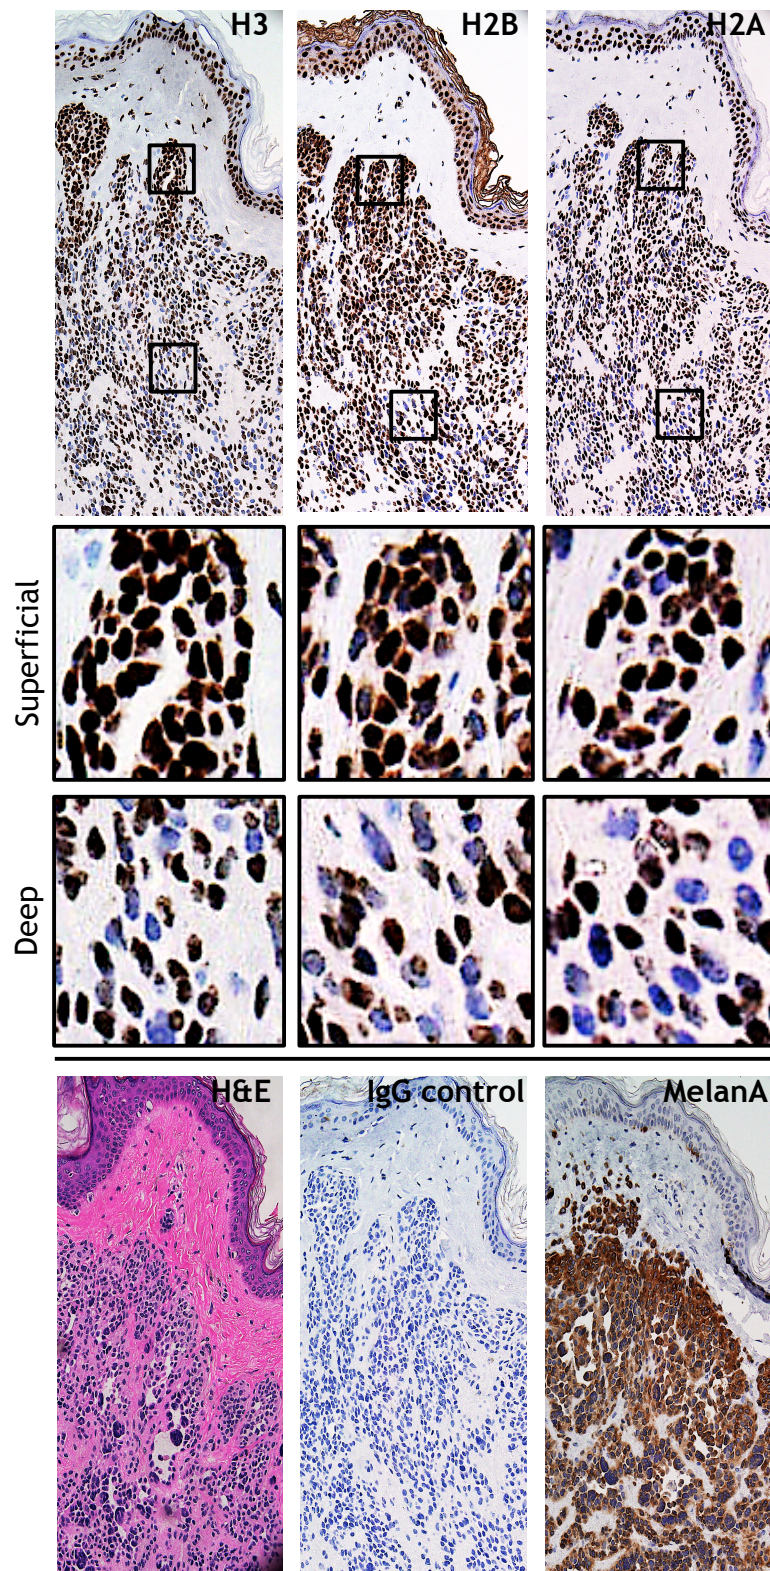 H3
H2B
H2A
Superficial
Deep
H&E
IgG control
MelanA